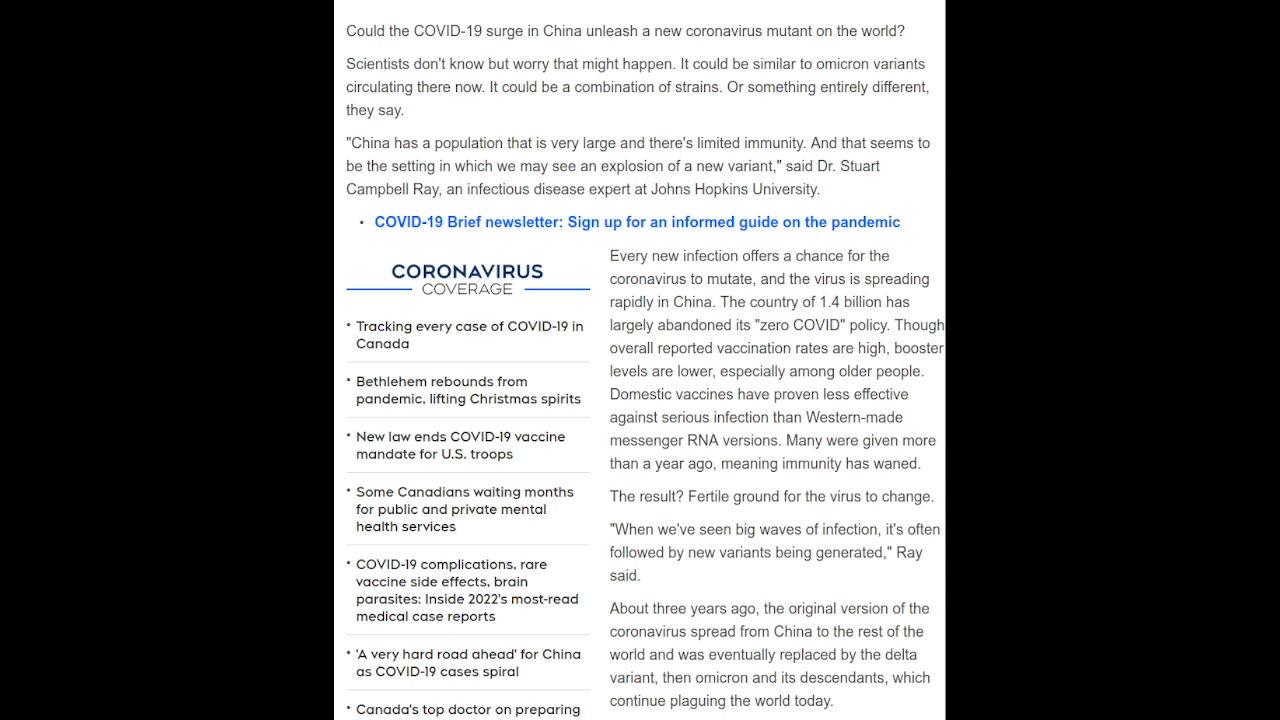 Could the COVID-19 surge in China unleash a new coronavirus mutant on the world?
Scientists don't know but worry that might happen. It could be similar to omicron variants
circulating there now. It could be a combination of strains. Or something entirely different,
they say.
"China has a population that is very large and there's limited immunity. And that seems to
be the setting in which we may see an explosion of a new variant," said Dr. Stuart
Campbell Ray, an infectious disease expert at Johns Hopkins University.
• COVID-19 Brief newsletter: Sign up for an informed guide on the pandemic
CORONAVIRUS
COVERAGE
• Tracking every case of COVID-19 in
Canada
• Bethlehem rebounds from
pandemic, lifting Christmas spirits
• New law ends COVID-19 vaccine
mandate for U.S. troops
• Some Canadians waiting months
for public and private mental
health services
• COVID-19 complications, rare
vaccine side effects, brain
parasites: Inside 2022's most-read
medical case reports
• 'A very hard road ahead' for China
as COVID-19 cases spiral
• Canada's top doctor on preparing
Every new infection offers a chance for the
coronavirus to mutate, and the virus is spreading
rapidly in China. The country of 1.4 billion has
largely abandoned its "zero COVID" policy. Though
overall reported vaccination rates are high, booster
levels are lower, especially among older people.
Domestic vaccines have proven less effective
against serious infection than Western-made
messenger RNA versions. Many were given more
than a year ago, meaning immunity has waned.
The result? Fertile ground for the virus to change.
"When we've seen big waves of infection, it's often
followed by new variants being generated," Ray
said.
About three years ago, the original version of the
coronavirus spread from China to the rest of the
world and was eventually replaced by the delta
variant, then omicron and its descendants, which
continue plaguing the world today.